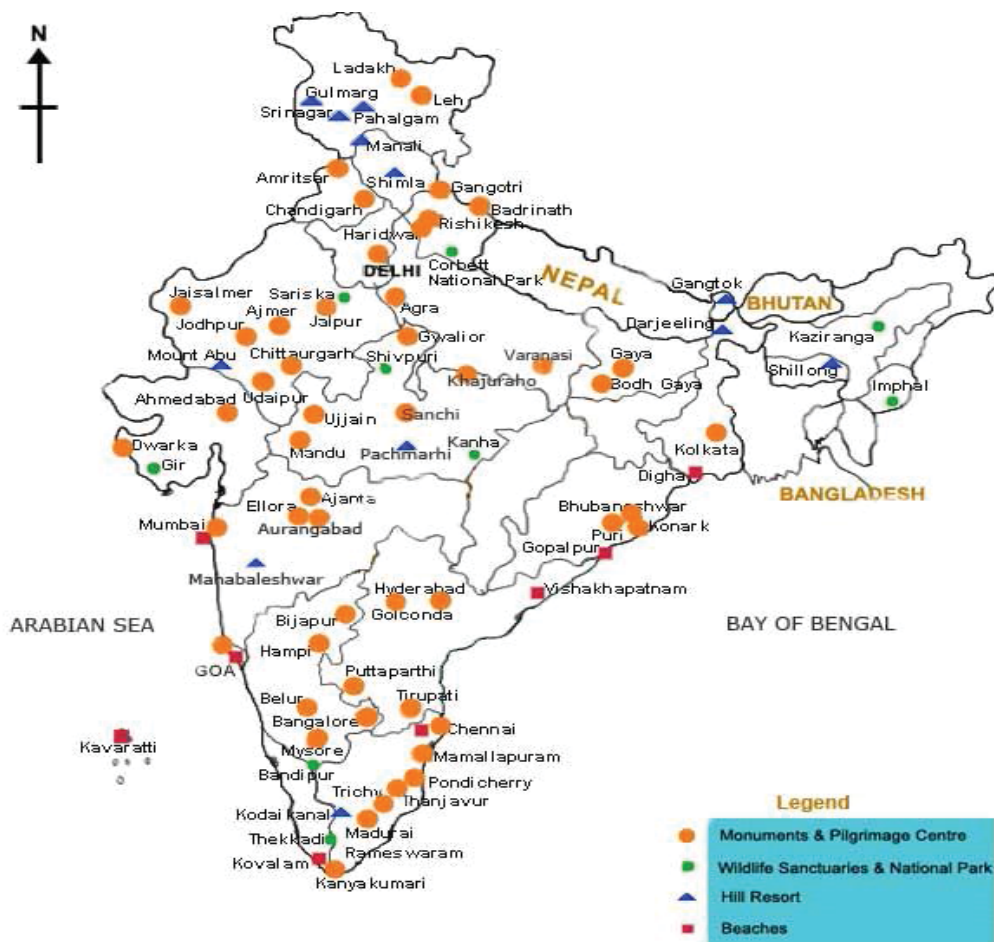 N
Ladakh
Gulmarg
Leh
Srinagar
Pahalgam
Manali
Amritsar
Shimla
Gangotri
Chandigarh
Badrinath
Rishikesh
Haridwar
DELHI
Corbett
National Park
NEPAL
Gangtok
BHUTAN
Jaisalmer
Sariska
Ajmer
Agra
Jodhpur
Jaipur
Darjeeling
Kaziranga
Gwalior
Mount Abu
Chittaurgarh
Shivpuri
Varanasi
Gaya
Shillong
Khajuraho
Bodh Gaya
Imphal
Udaipur
Ahmedabad
Ujjain
Sanchi
Dwarka
Mandu
Pachmarhi
Kanha
Kolkata
Gir
Digha
BANGLADESH
Ajanta
Ellora
Aurangabad
Bhubaneshwar
Mumbai
Puri
Konark
Gopalpur
Mahabaleshwar
Hyderabad
Vishakhapatnam
Golconda
Bijapur
ARABIAN SEA
BAY OF BENGAL
Hampi
GOA
Puttaparthi
Belur
Tirupati
Bangalore
Chennai
Kavaratti
Mysore
Mamallapuram
Bandipur
Pondicherry
Trichy
Thanjavur
Kodaikanal
Madurai
Thekkadi
Rameswaram
Kovalam
Kanyakumari
Legend
Monuments & Pilgrimage Centre
Wildlife Sanctuaries & National Park
Hill Resort
Beaches